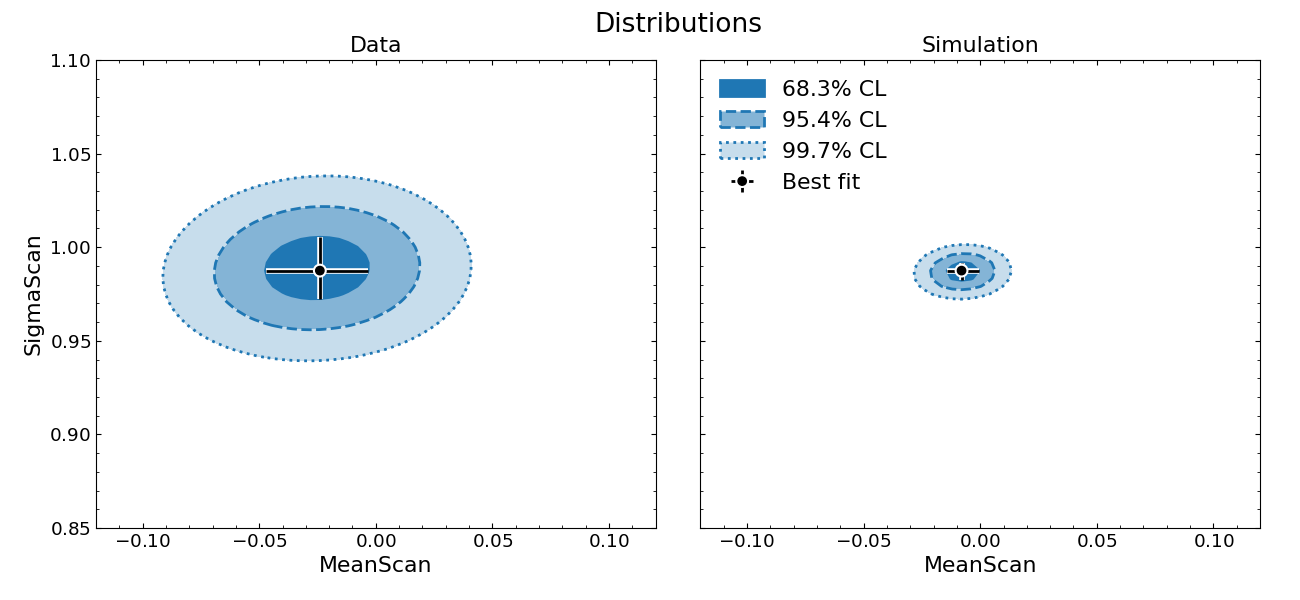 Distributions
Data
Simulation
1.10
1.05
1.00
0.95
0.90
0.85
SigmaScan
−0.10 −0.05 0.00 0.05 0.10
MeanScan
68.3% CL
95.4% CL
99.7% CL
Best fit
−0.10 −0.05 0.00 0.05 0.10
MeanScan